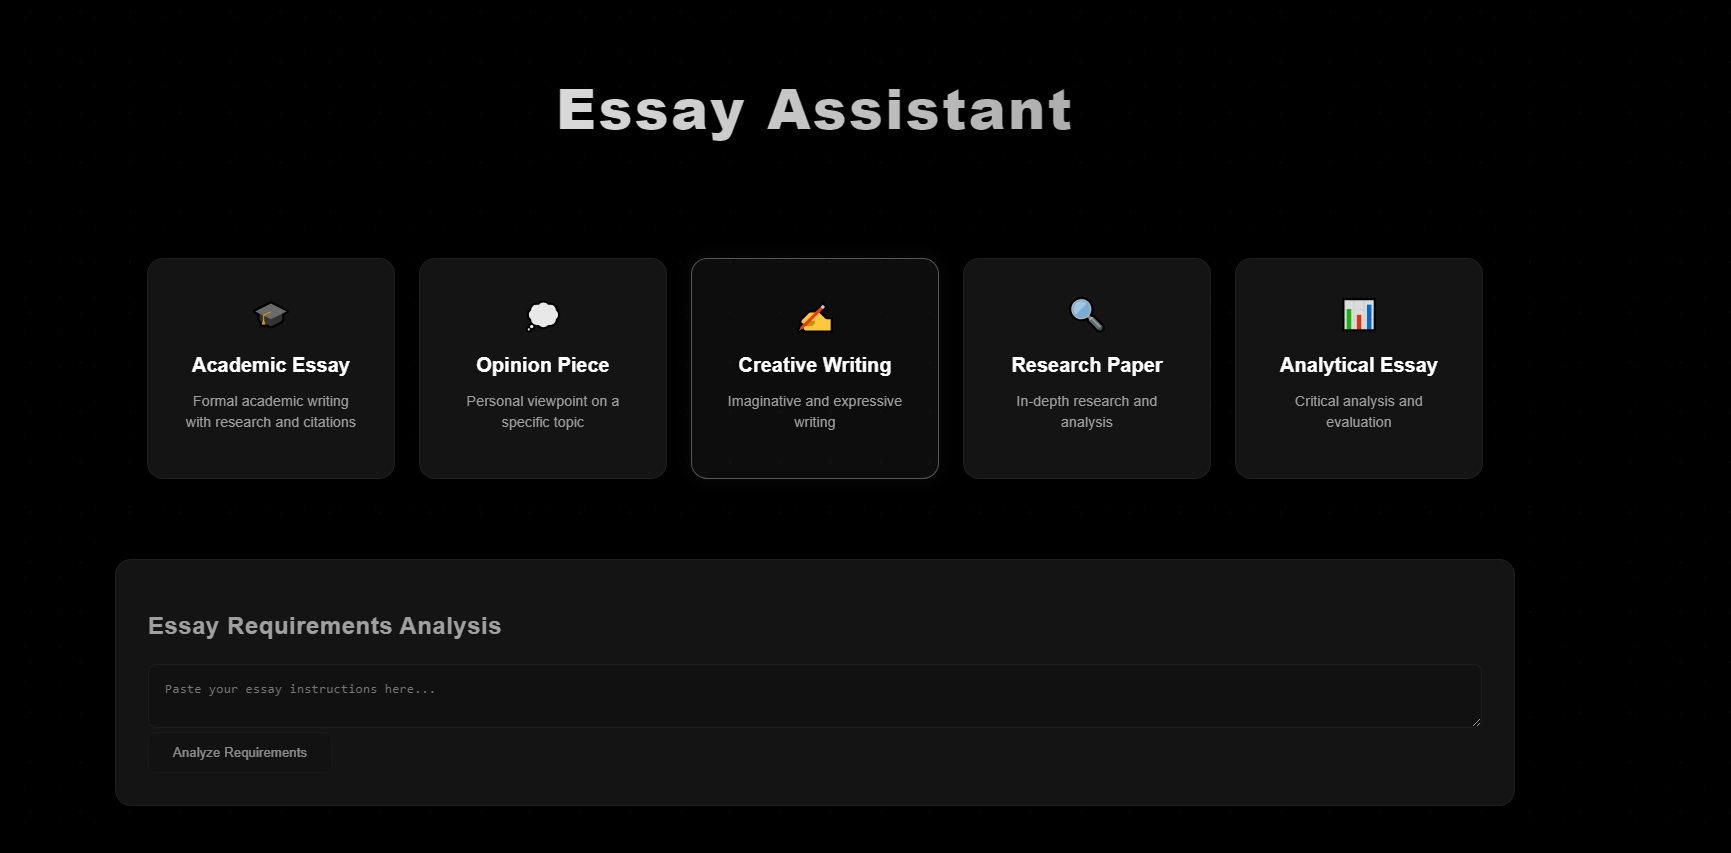 Essay Assistant
Academic Essay
Formal academic writing
with research and citations
Opinion Piece
Personal viewpoint on a
specific topic
Creative Writing
Imaginative and expressive
writing
Research Paper
In-depth research and
analysis
Analytical Essay
Critical analysis and
evaluation
Essay Requirements Analysis
Paste your essay instructions here...
Analyze Requirements